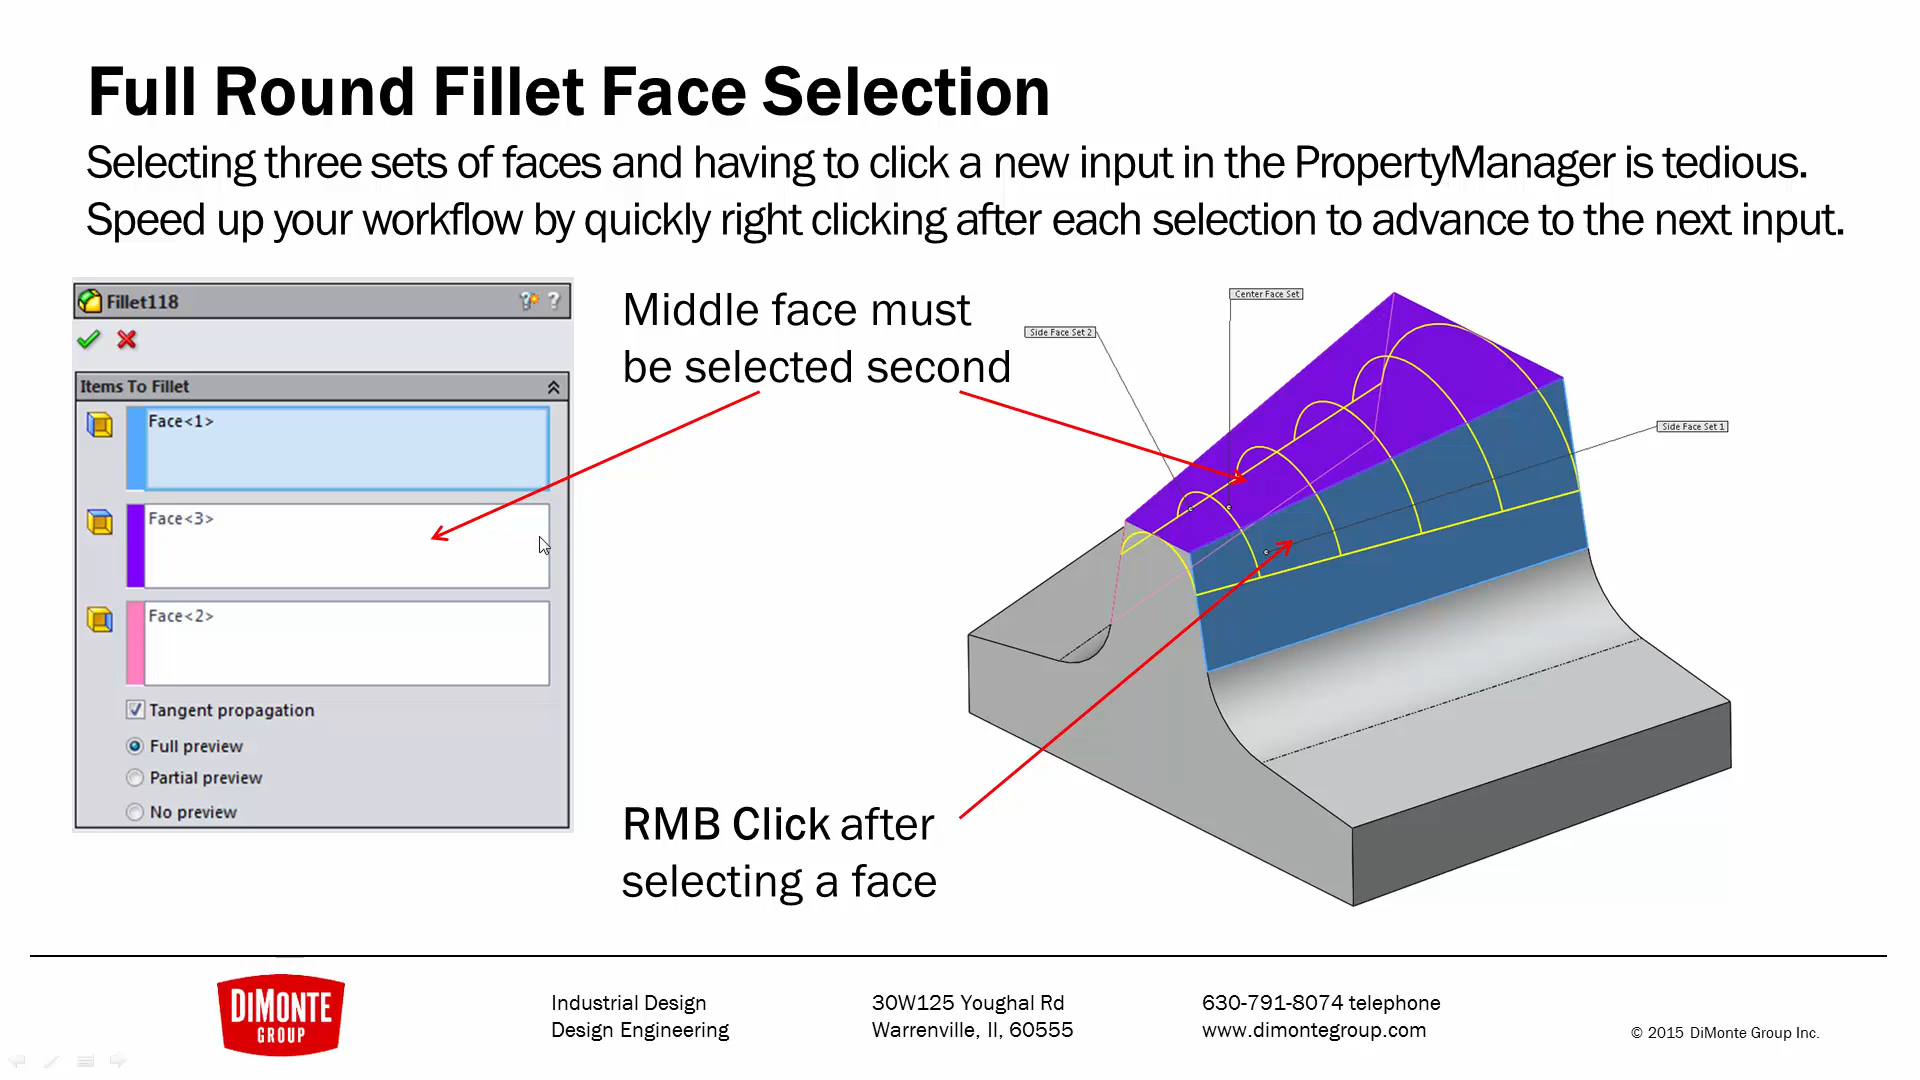 Full Round Fillet Face Selection
Selecting three sets of faces and having to click a new input in the PropertyManager is tedious.
Speed up your workflow by quickly right clicking after each selection to advance to the next input.
Fillet118
?
?
Items To Fillet
Face<1>
Face<3>
Face<2>
Tangent propagation
Full preview
Partial preview
No preview
Middle face must
be selected second
Center Face Set
Side Face Set 2
Side Face Set 1
RMB Click after
selecting a face
DIMONTE
GROUP
Industrial Design
Design Engineering
30W125 Youghal Rd
Warrenville, Il, 60555
630-791-8074 telephone
www.dimontegroup.com
© 2015 DiMonte Group Inc.